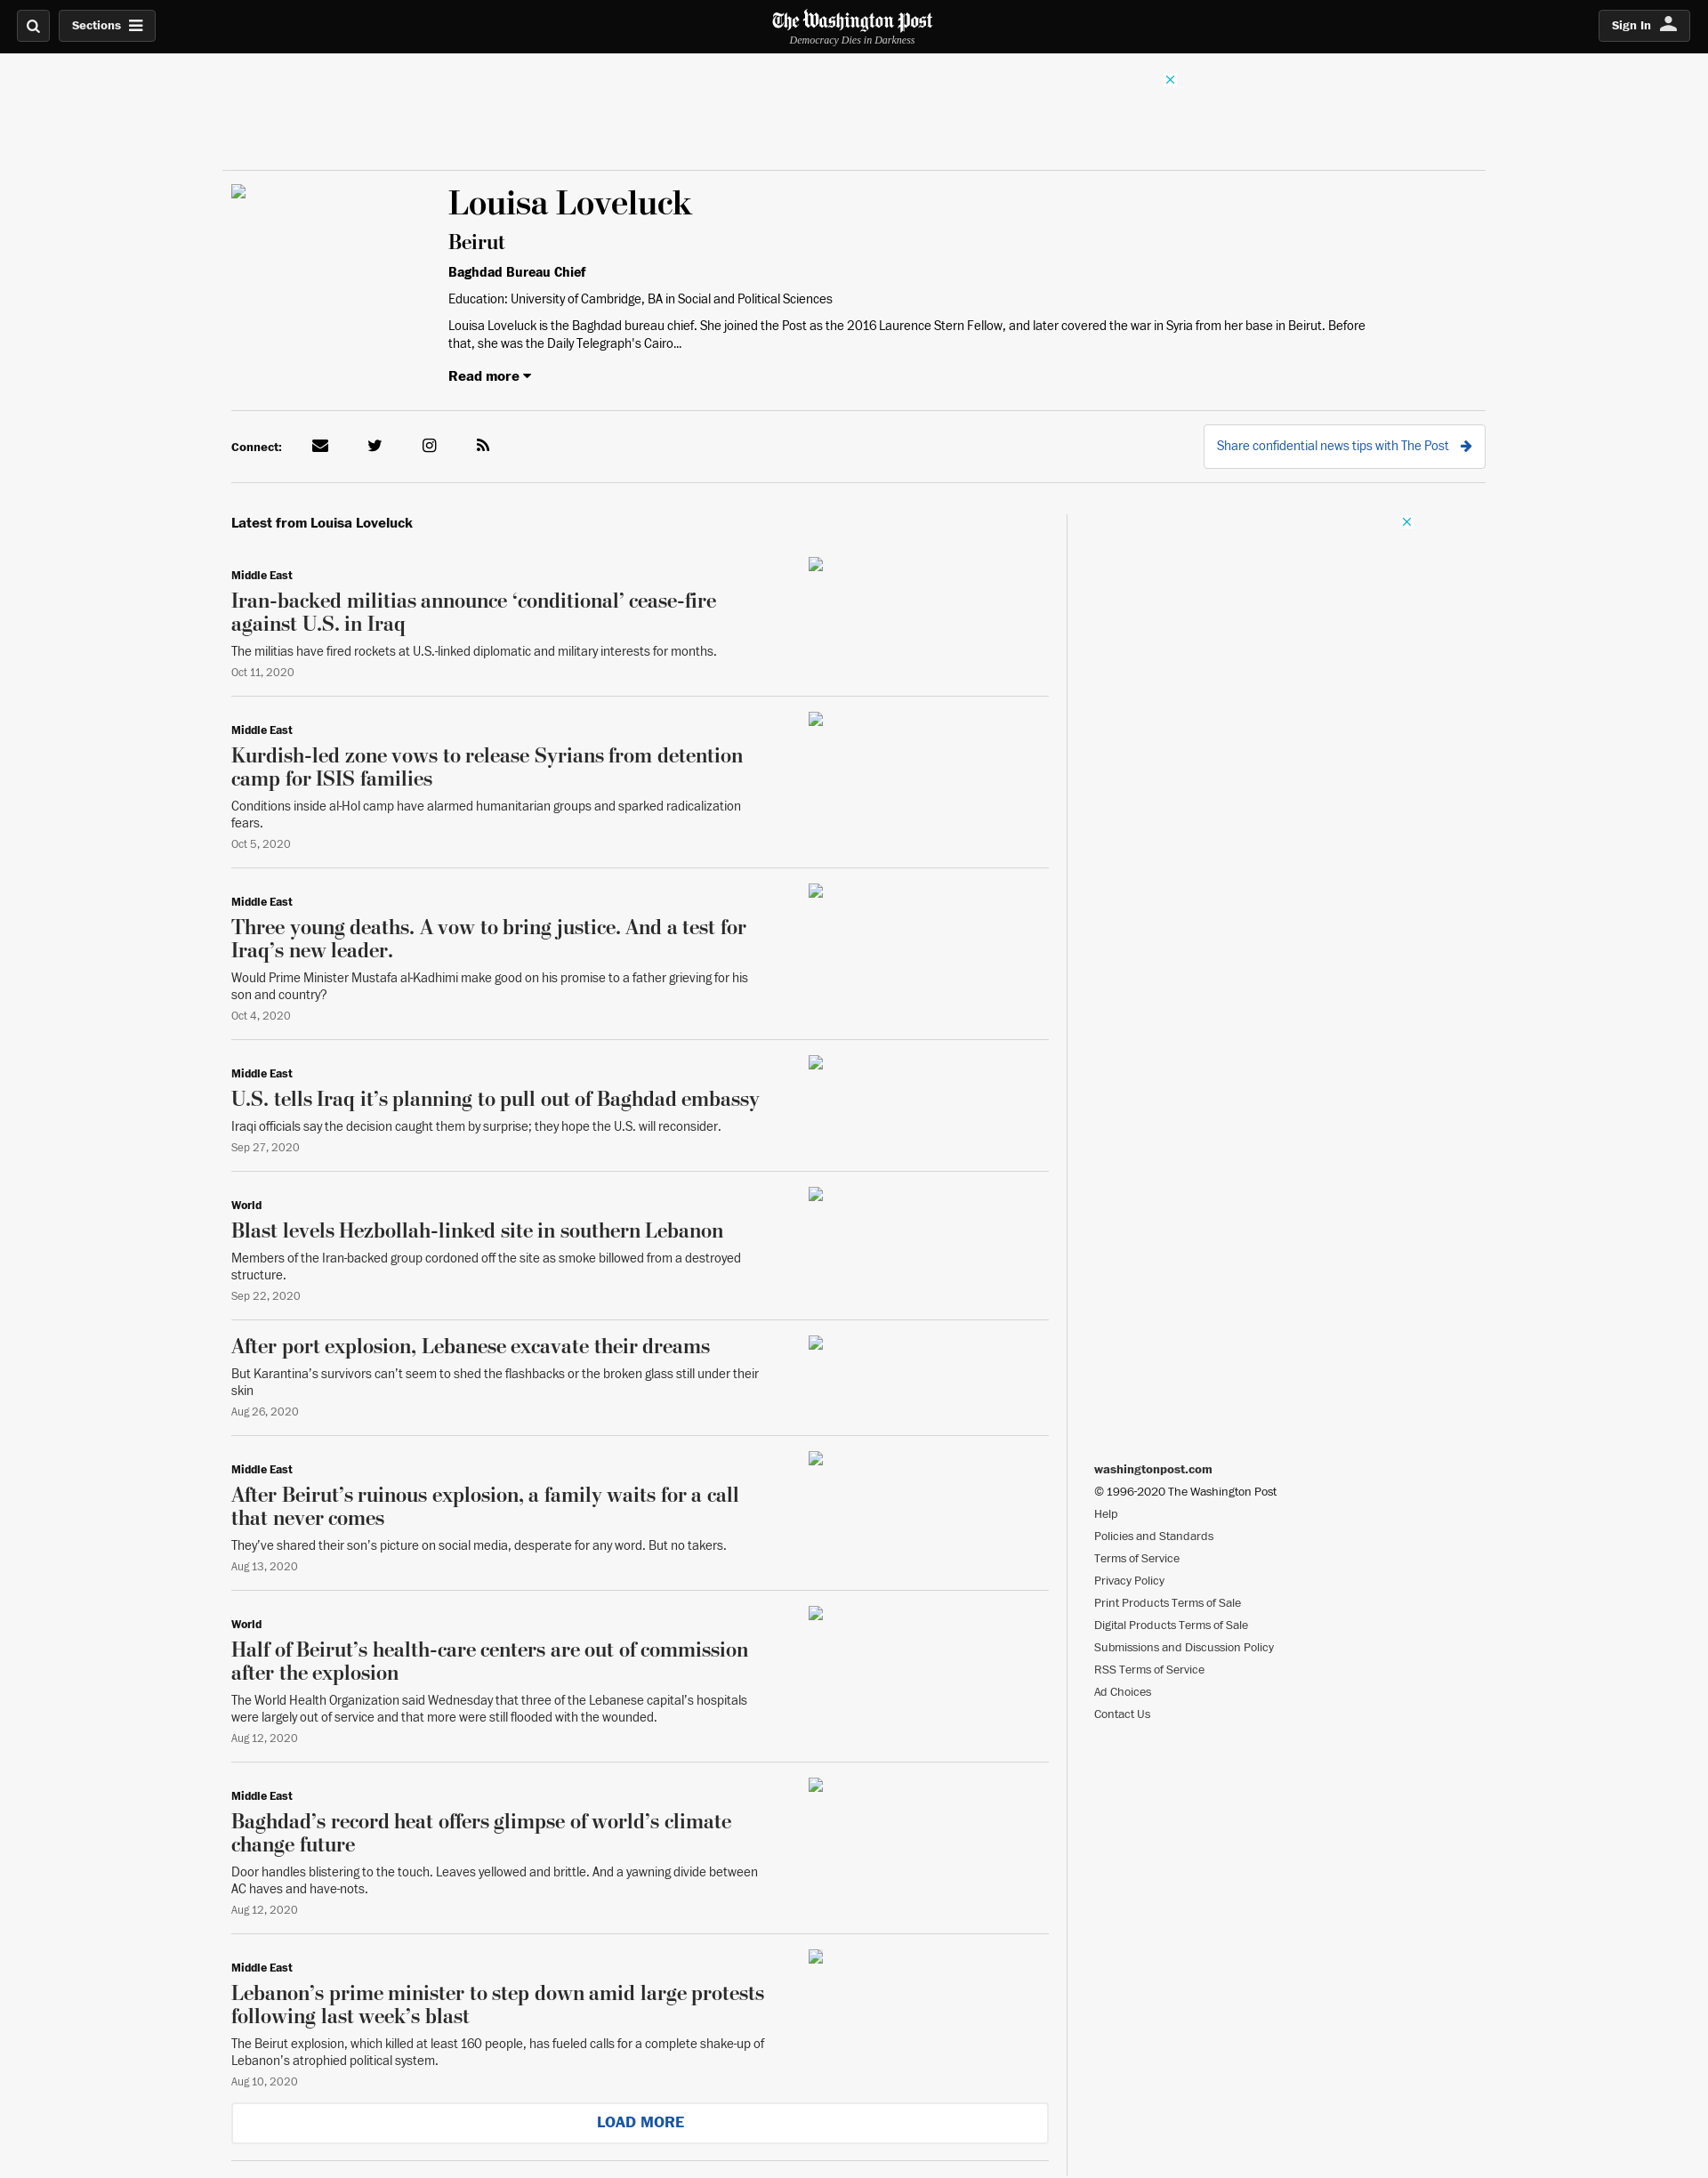 Sections
The Washington Post
Democracy Dies in Darkness
Sign In
Louisa Loveluck
Beirut
Baghdad Bureau Chief
Education: University of Cambridge, BA in Social and Political Sciences
Louisa Loveluck is the Baghdad bureau chief. She joined the Post as the 2016 Laurence Stern Fellow, and later covered the war in Syria from her base in Beirut. Before
that, she was the Daily Telegraph's Cairo...
Read more
Connect:
Share confidential news tips with The Post
Latest from Louisa Loveluck
Middle East
Iran-backed militias announce ‘conditional’ cease-fire
against U.S. in Iraq
The militias have fired rockets at U.S.-linked diplomatic and military interests for months.
Oct 11, 2020
Middle East
Kurdish-led zone vows to release Syrians from detention
camp for ISIS families
Conditions inside al-Hol camp have alarmed humanitarian groups and sparked radicalization
fears.
Oct 5, 2020
Middle East
Three young deaths. A vow to bring justice. And a test for
Iraq’s new leader.
Would Prime Minister Mustafa al-Kadhimi make good on his promise to a father grieving for his
son and country?
Oct 4, 2020
Middle East
U.S. tells Iraq it’s planning to pull out of Baghdad embassy
Iraqi officials say the decision caught them by surprise; they hope the U.S. will reconsider.
Sep 27, 2020
World
Blast levels Hezbollah-linked site in southern Lebanon
Members of the Iran-backed group cordoned off the site as smoke billowed from a destroyed
structure.
Sep 22, 2020
After port explosion, Lebanese excavate their dreams
But Karantina’s survivors can’t seem to shed the flashbacks or the broken glass still under their
skin
Aug 26, 2020
Middle East
After Beirut’s ruinous explosion, a family waits for a call
that never comes
They’ve shared their son’s picture on social media, desperate for any word. But no takers.
Aug 13, 2020
World
Half of Beirut’s health-care centers are out of commission
after the explosion
The World Health Organization said Wednesday that three of the Lebanese capital’s hospitals
were largely out of service and that more were still flooded with the wounded.
Aug 12, 2020
Middle East
Baghdad’s record heat offers glimpse of world’s climate
change future
Door handles blistering to the touch. Leaves yellowed and brittle. And a yawning divide between
AC haves and have-nots.
Aug 12, 2020
Middle East
Lebanon’s prime minister to step down amid large protests
following last week’s blast
The Beirut explosion, which killed at least 160 people, has fueled calls for a complete shake-up of
Lebanon’s atrophied political system.
Aug 10, 2020
LOAD MORE
washingtonpost.com
© 1996-2020 The Washington Post
Help
Policies and Standards
Terms of Service
Privacy Policy
Print Products Terms of Sale
Digital Products Terms of Sale
Submissions and Discussion Policy
RSS Terms of Service
Ad Choices
Contact Us